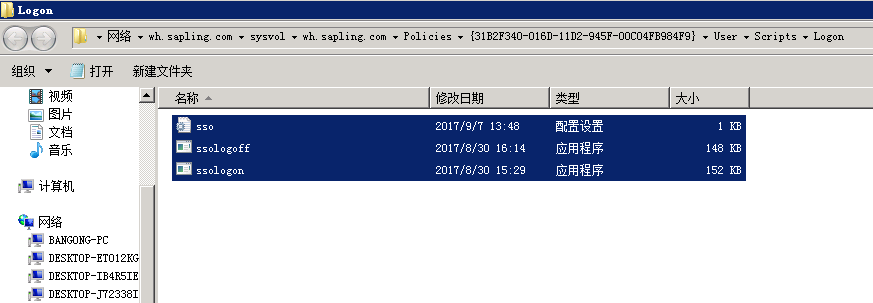 Logon
网络 wh.sapling.com sysvol wh.sapling.com Policies {31B2F340-016D-11D2-945F-00C04FB984F9} User Scripts Logon
组织 打开 新建文件夹
视频
图片
文档
音乐
计算机
网络
BANGONG-PC
DESKTOP-ETO12KG
DESKTOP-IB4R5IE
DESKTOP-J72338I
名称 修改日期 类型 大小
sso 2017/9/7 13:48 配置设置 1 KB
ssologoff 2017/8/30 16:14 应用程序 148 KB
ssologon 2017/8/30 15:29 应用程序 152 KB